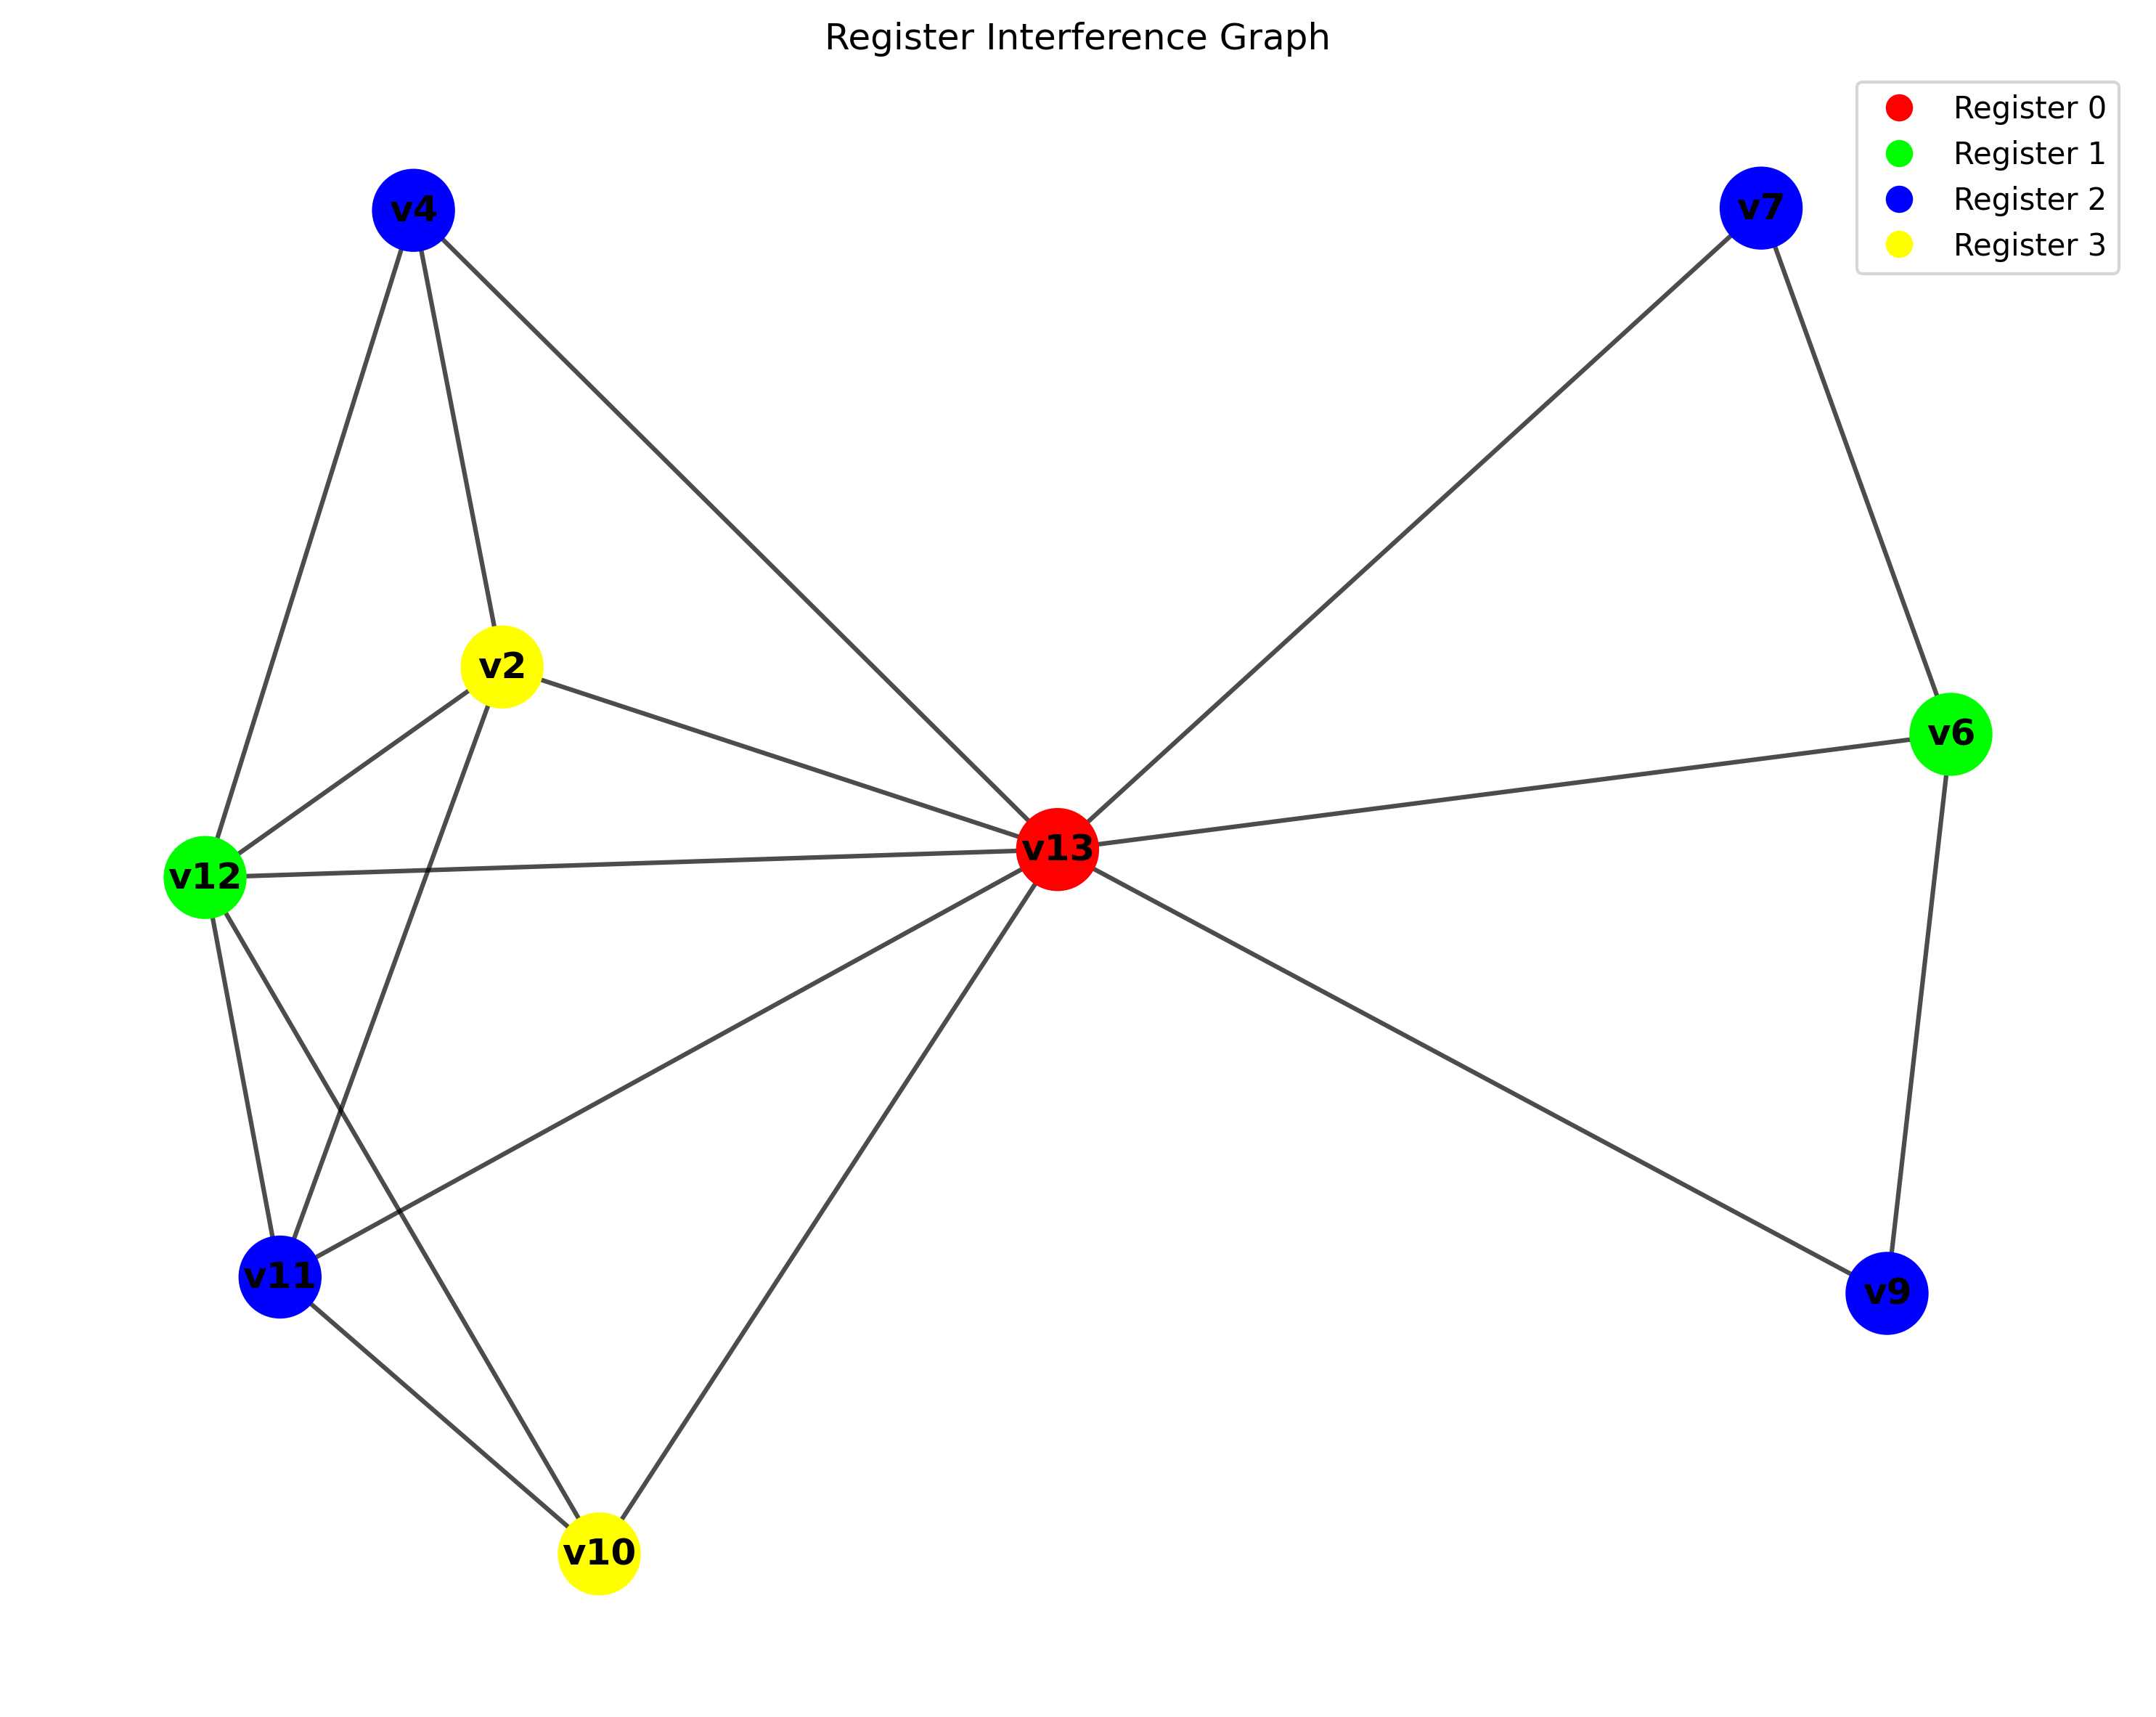 Register Interference Graph
Register 0
Register 1
Register 2
Register 3
v4
v7
v2
v6
v13
v12
v11
v9
v10